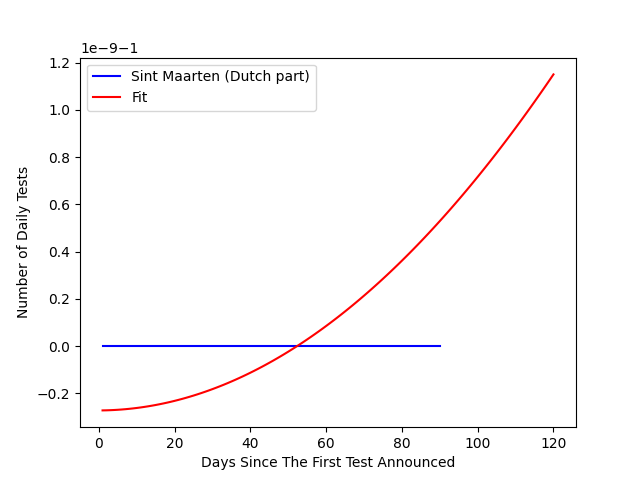 1e−9−1
1.2
1.0
0.8
0.6
0.4
0.2
0.0
−0.2
Number of Daily Tests
Sint Maarten (Dutch part)
Fit
0 20 40 60 80 100 120
Days Since The First Test Announced